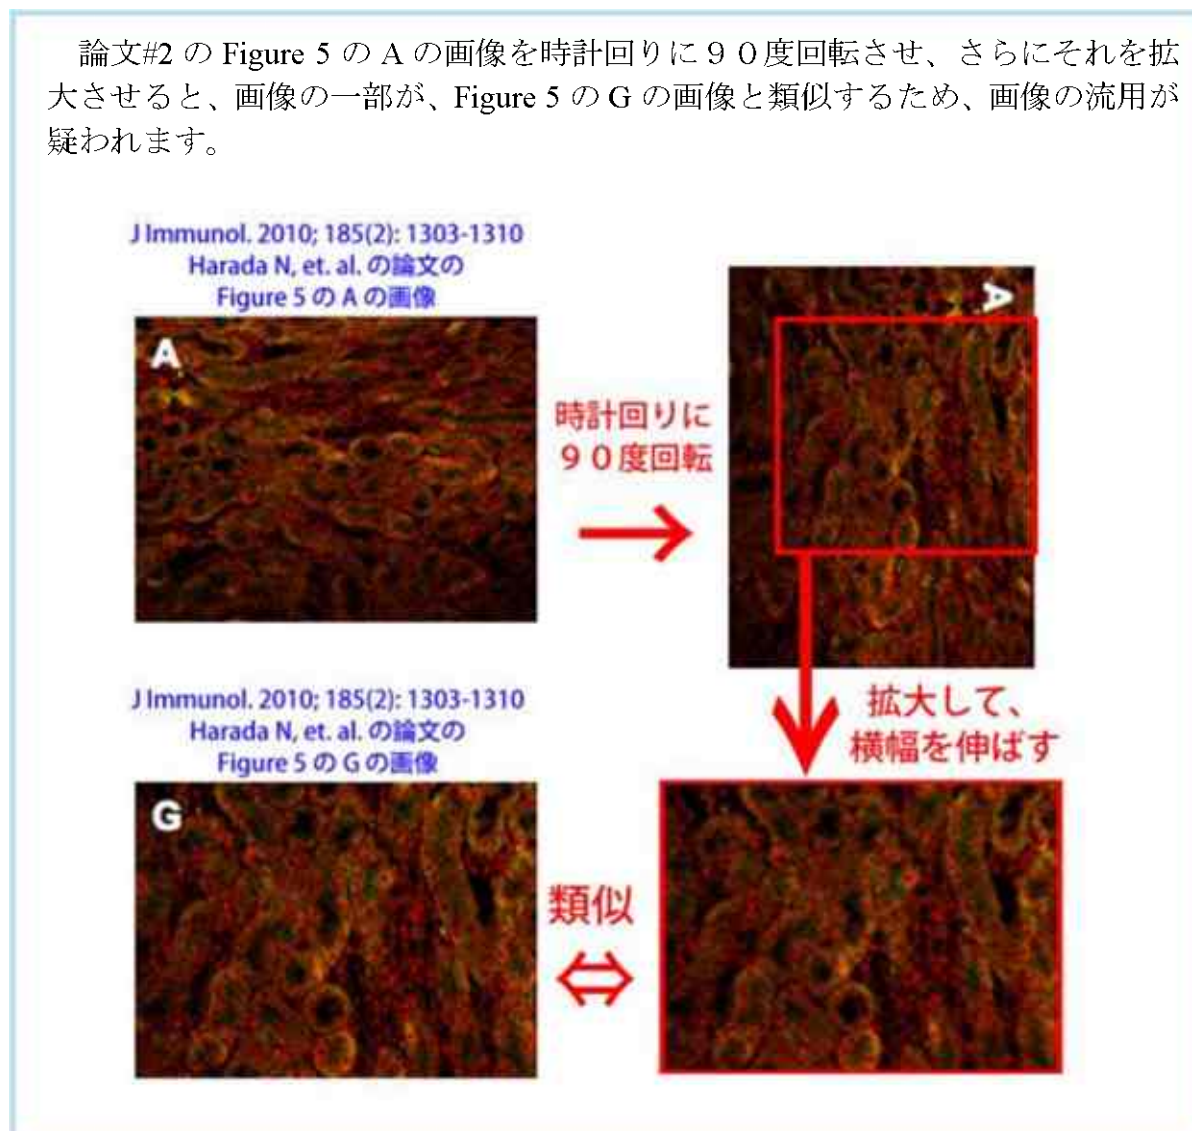 論文#2 の Figure 5 の A の画像を時計回りに９０度回転させ、さらにそれを拡
大させると、画像の一部が、Figure 5 の G の画像と類似するため、画像の流用が
疑われます。
J Immunol. 2010; 185(2): 1303-1310
Harada N, et. al. の論文の
Figure 5 の A の画像
A
時計回りに
９０度回転
A
J Immunol. 2010; 185(2): 1303-1310
Harada N, et. al. の論文の
Figure 5 の G の画像
拡大して、
横幅を伸ばす
G
類似